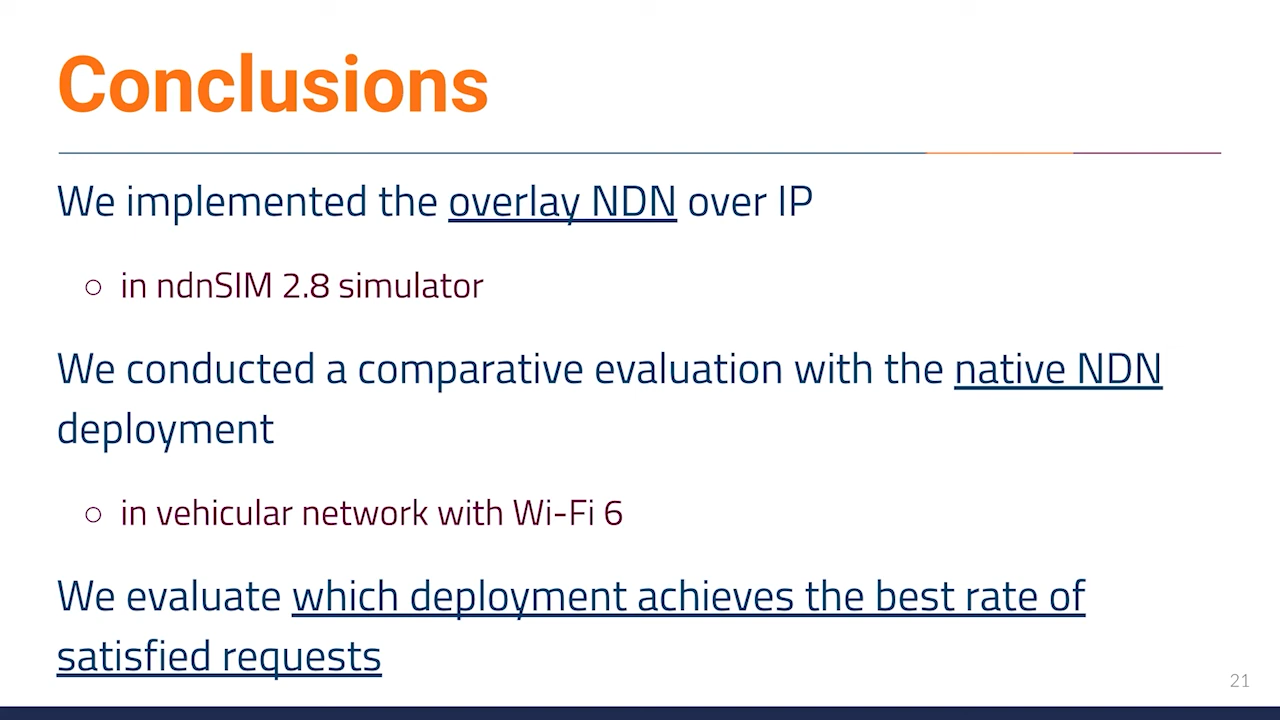 Conclusions
We implemented the overlay NDN over IP
○ in ndnSIM 2.8 simulator
We conducted a comparative evaluation with the native NDN
deployment
○ in vehicular network with Wi-Fi 6
We evaluate which deployment achieves the best rate of
satisfied requests
21